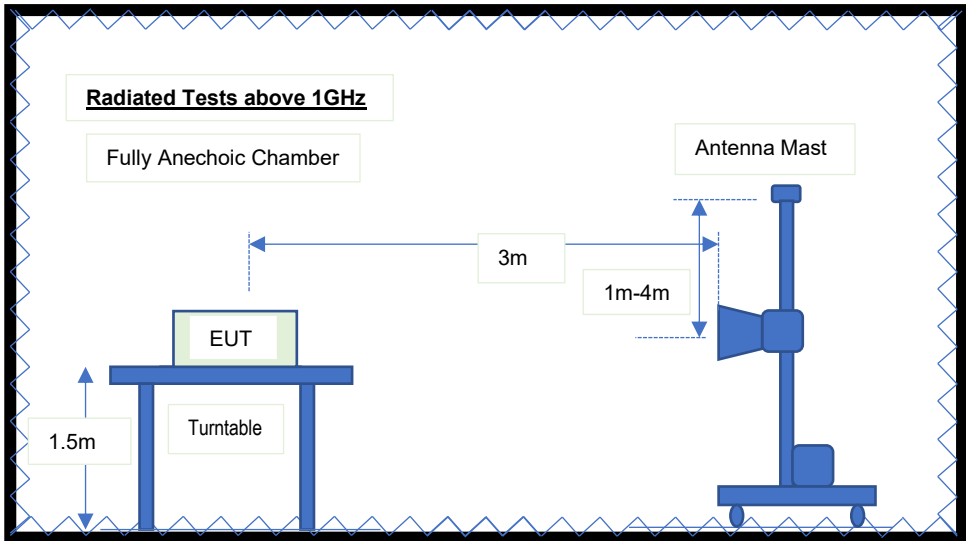 Radiated Tests above 1GHz
Fully Anechoic Chamber
Antenna Mast
3m
1m-4m
EUT
Turntable
1.5m